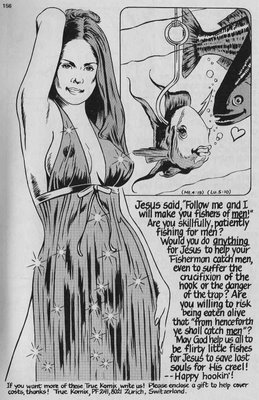 156
(Mt.4:19) (Lu.5:10)
Jesus said, "Follow me and I
will make you fishers of men!"
Are you skillfully, patiently
fishing for men?
Would you do anything
for Jesus to help your
Fisherman catch men,
even to suffer the
crucifixion of the
hook or the danger
of the trap? Are
you willing to risk
being eaten alive
that "from henceforth
ye shall catch men"?
May God help us all
to be flirty little fishes
for Jesus to save lost
souls for His creel!
--Happy hookin'!
If you want more of these True Komix, write us! Please enclose a gift to help cover
costs, thanks! True Komix, PF 241, 8021 Zurich, Switzerland.